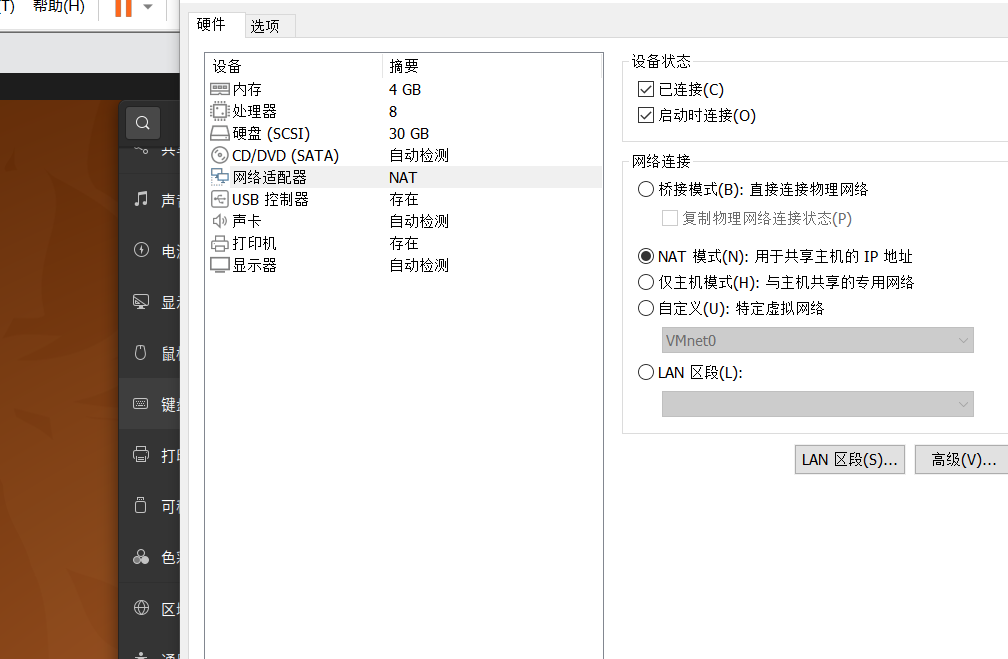 帮助(H)
硬件
选项
设备 摘要
内存 4 GB
处理器 8
硬盘 (SCSI) 30 GB
CD/DVD (SATA) 自动检测
网络适配器 NAT
USB 控制器 存在
声卡 自动检测
打印机 存在
显示器 自动检测
设备状态
已连接(C)
启动时连接(O)
网络连接
桥接模式(B): 直接连接物理网络
复制物理网络连接状态(P)
NAT 模式(N): 用于共享主机的 IP 地址
仅主机模式(H): 与主机共享的专用网络
自定义(U): 特定虚拟网络
VMnet0
LAN 区段(L):
LAN 区段(S)...
高级(V)...
声
显
鼠
键
打
可
色
区